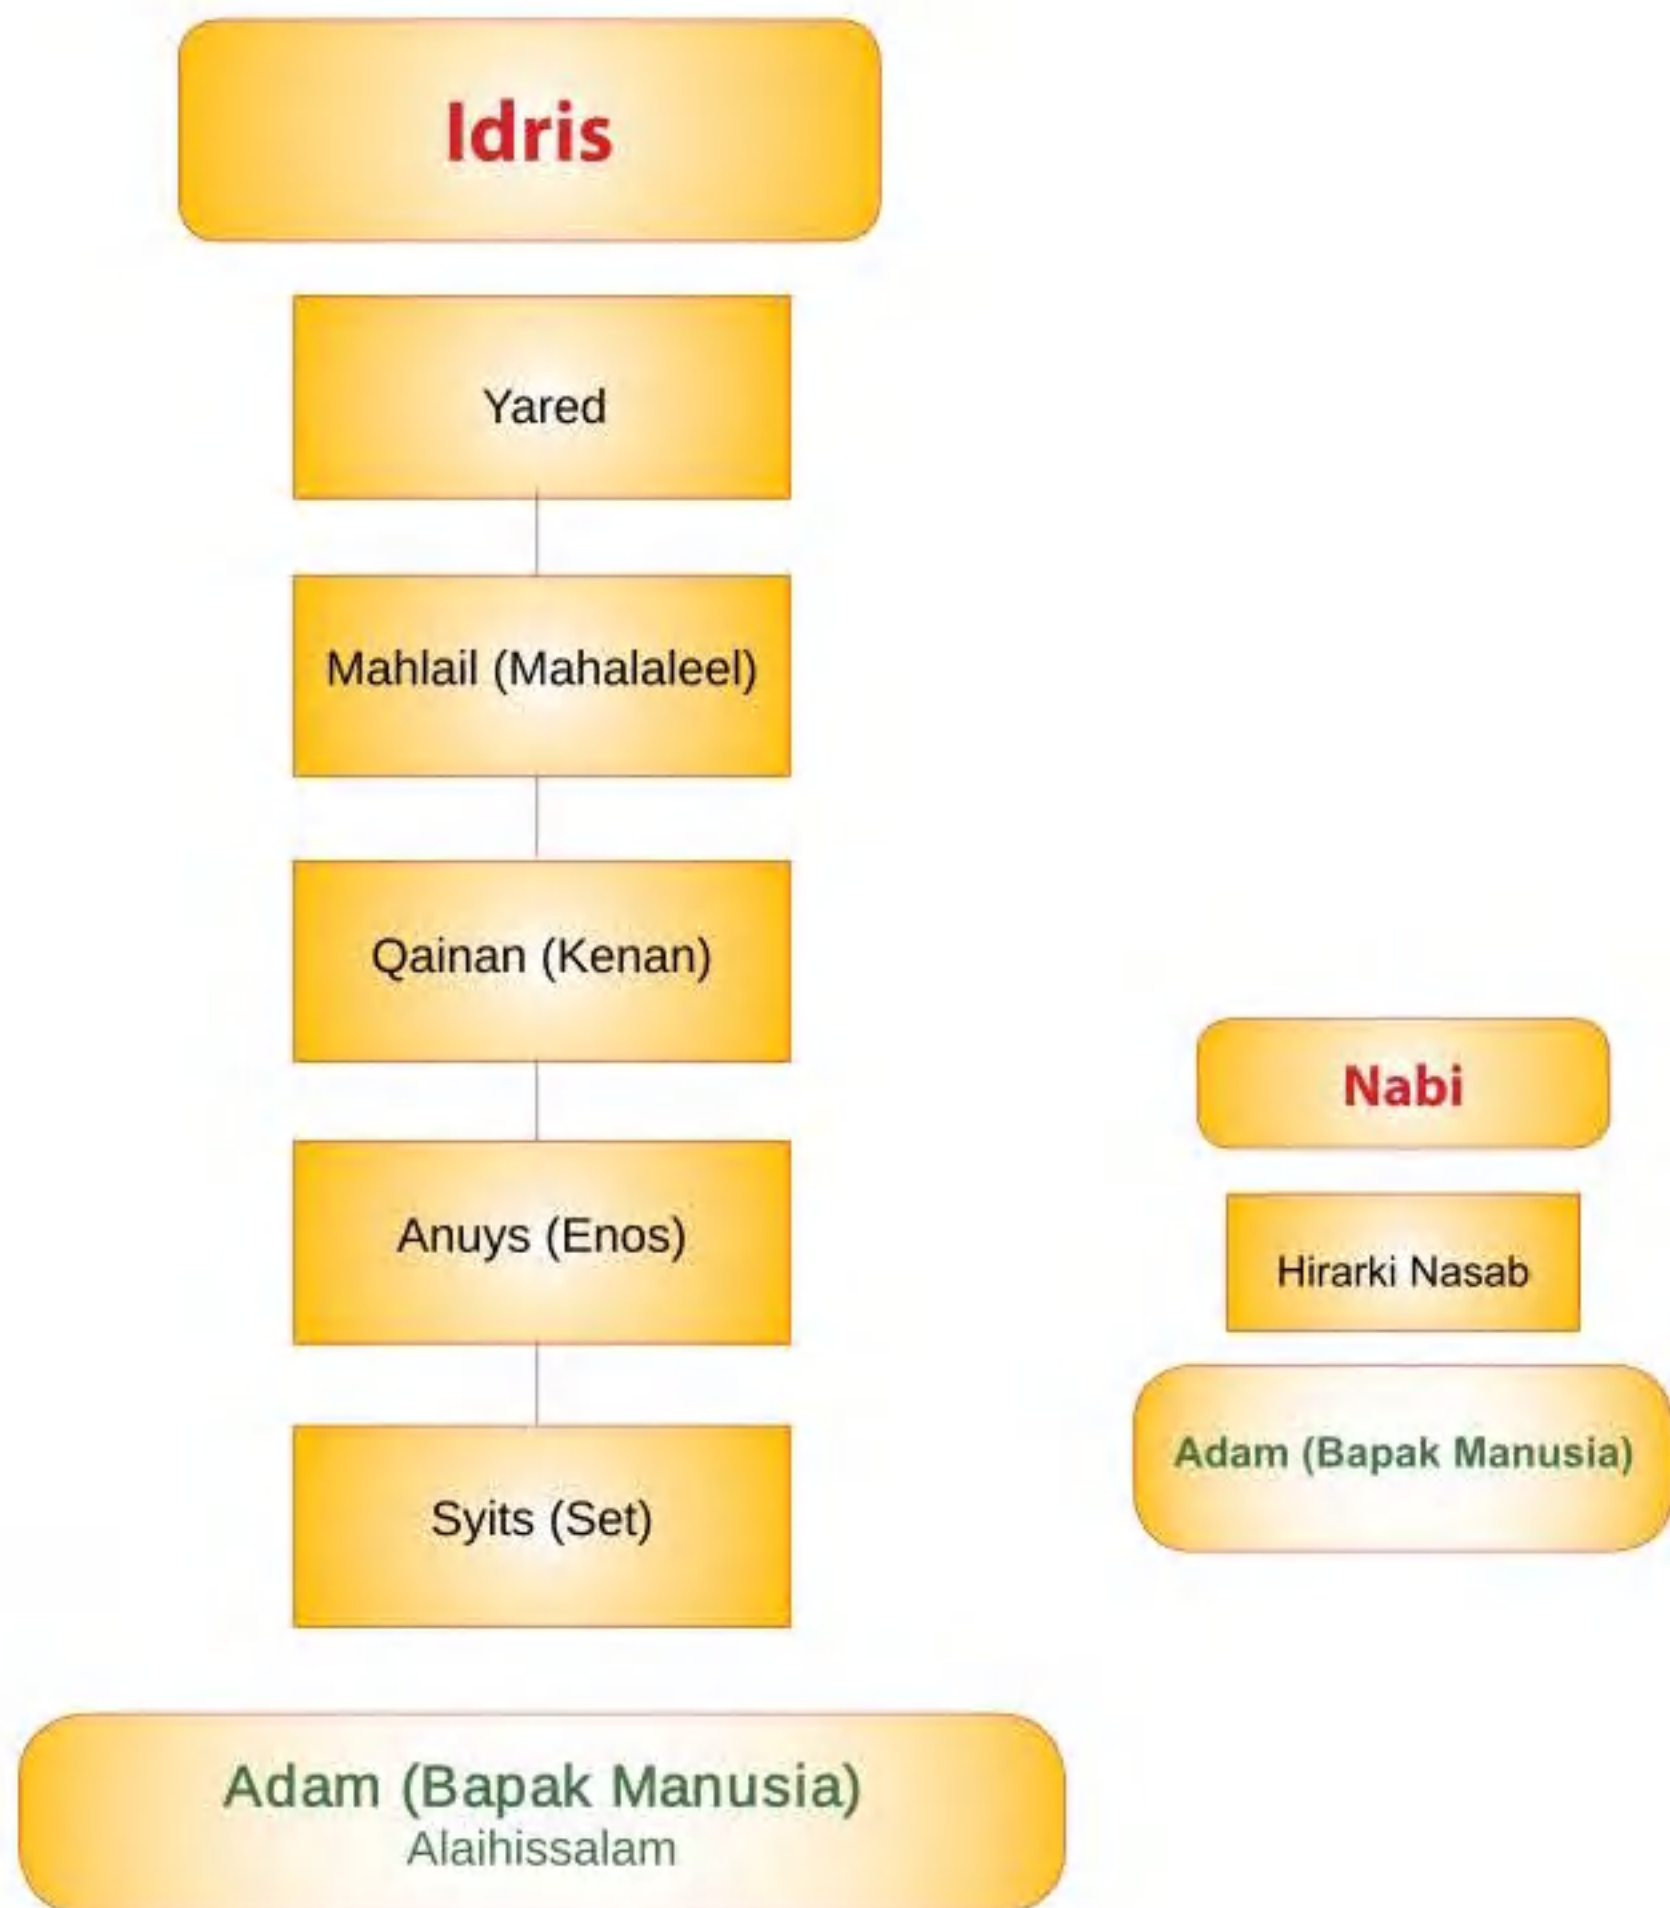 Idris
Yared
Mahlail (Mahalaleel)
Qainan (Kenan)
Anuys (Enos)
Syits (Set)
Adam (Bapak Manusia)
Alaihissalam
Nabi
Hirarki Nasab
Adam (Bapak Manusia)